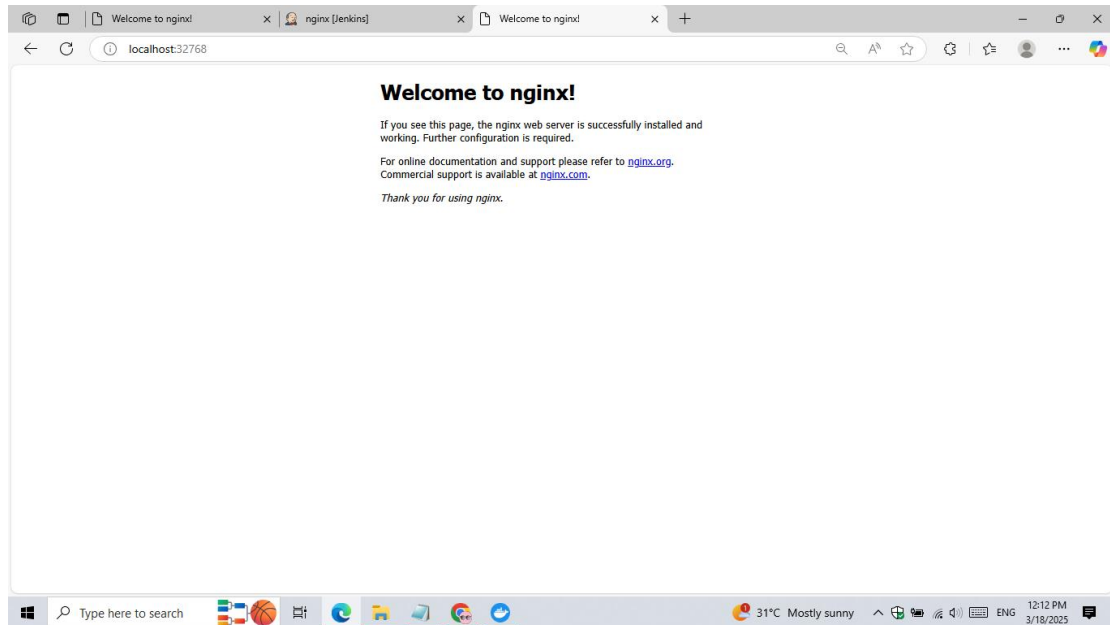 Welcome to nginx!
nginx [Jenkins]
Welcome to nginx!
localhost:32768
Welcome to nginx!
If you see this page, the nginx web server is successfully installed and
working. Further configuration is required.
For online documentation and support please refer to nginx.org.
Commercial support is available at nginx.com.
Thank you for using nginx.
Type here to search
31°C Mostly sunny
ENG
12:12 PM
3/18/2025